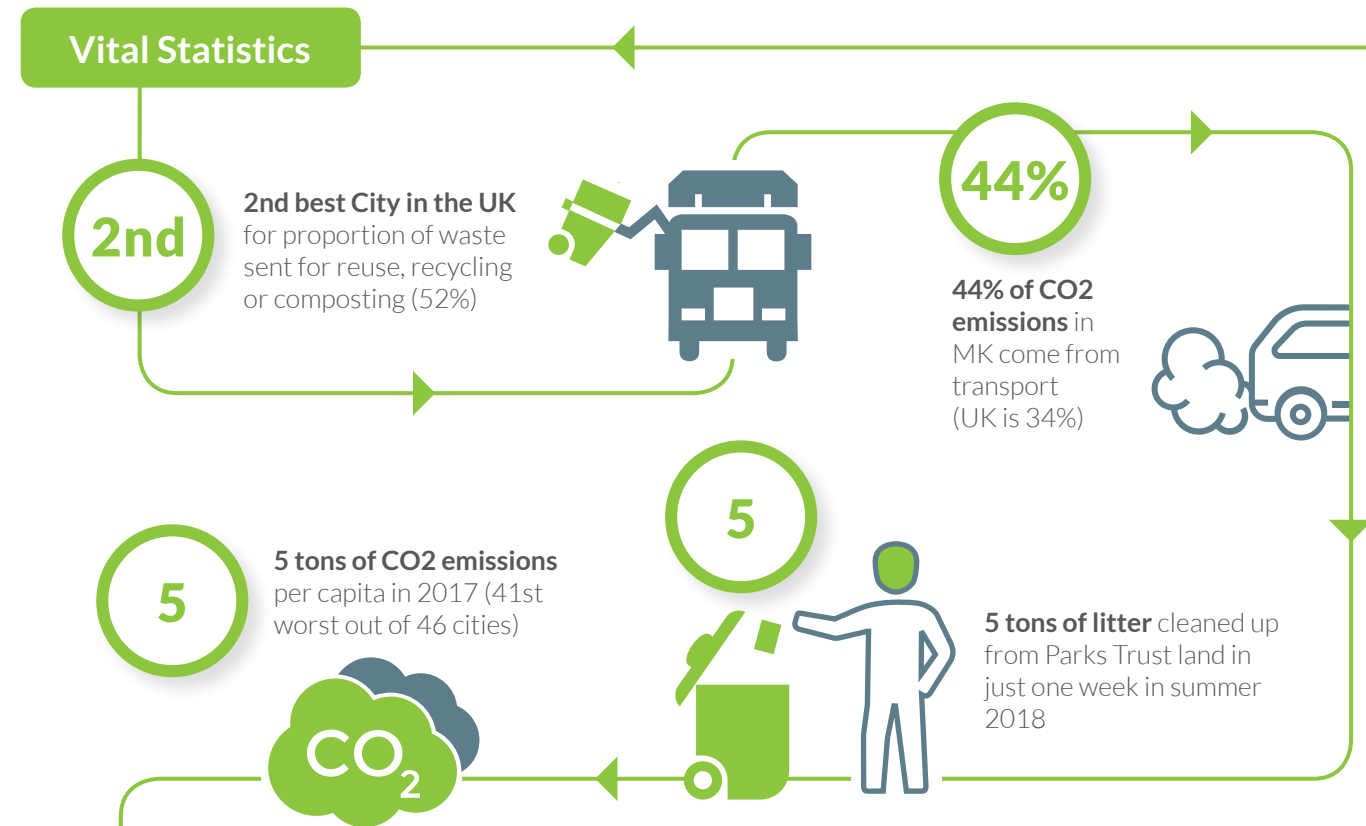 Vital Statistics
2nd
2nd best City in the UK
for proportion of waste
sent for reuse, recycling
or composting (52%)
44%
44% of CO2
emissions in
MK come from
transport
(UK is 34%)
5
5 tons of litter cleaned up
from Parks Trust land in
just one week in summer
2018
5
5 tons of CO2 emissions
per capita in 2017 (41st
worst out of 46 cities)
CO2